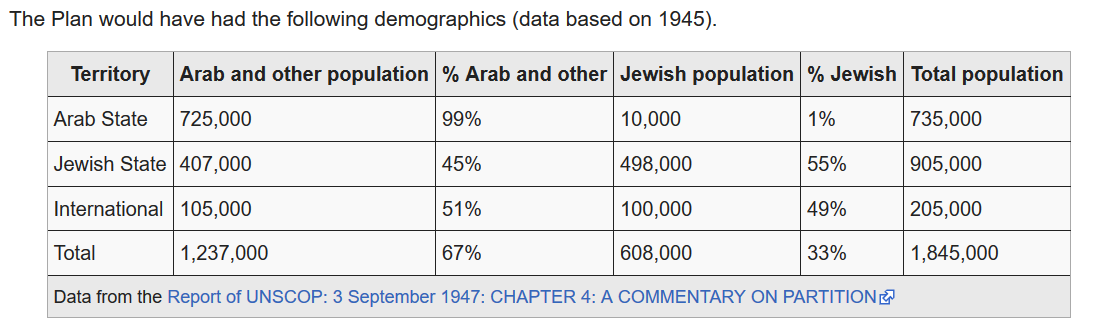 The Plan would have had the following demographics (data based on 1945).
Territory Arab and other population % Arab and other Jewish population % Jewish Total population
Arab State 725,000 99% 10,000 1% 735,000
Jewish State 407,000 45% 498,000 55% 905,000
International 105,000 51% 100,000 49% 205,000
Total 1,237,000 67% 608,000 33% 1,845,000
Data from the Report of UNSCOP: 3 September 1947: CHAPTER 4: A COMMENTARY ON PARTITION